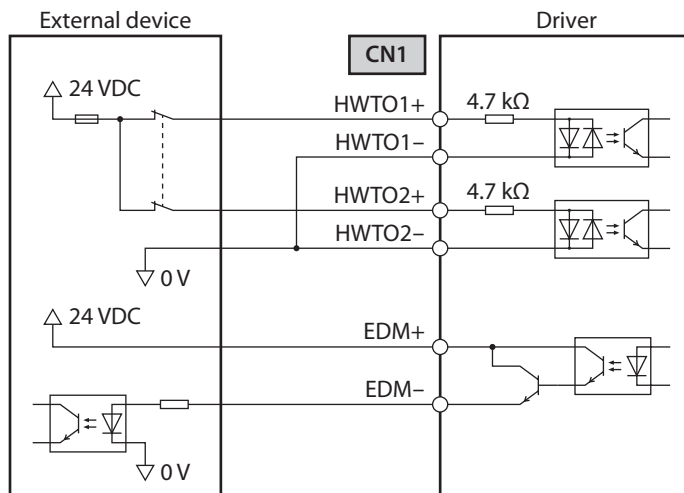 External device
Driver
CN1
24 VDC
HWTO1+
4.7 kΩ
HWTO1−
HWTO2+
4.7 kΩ
HWTO2−
0 V
24 VDC
EDM+
EDM−
0 V